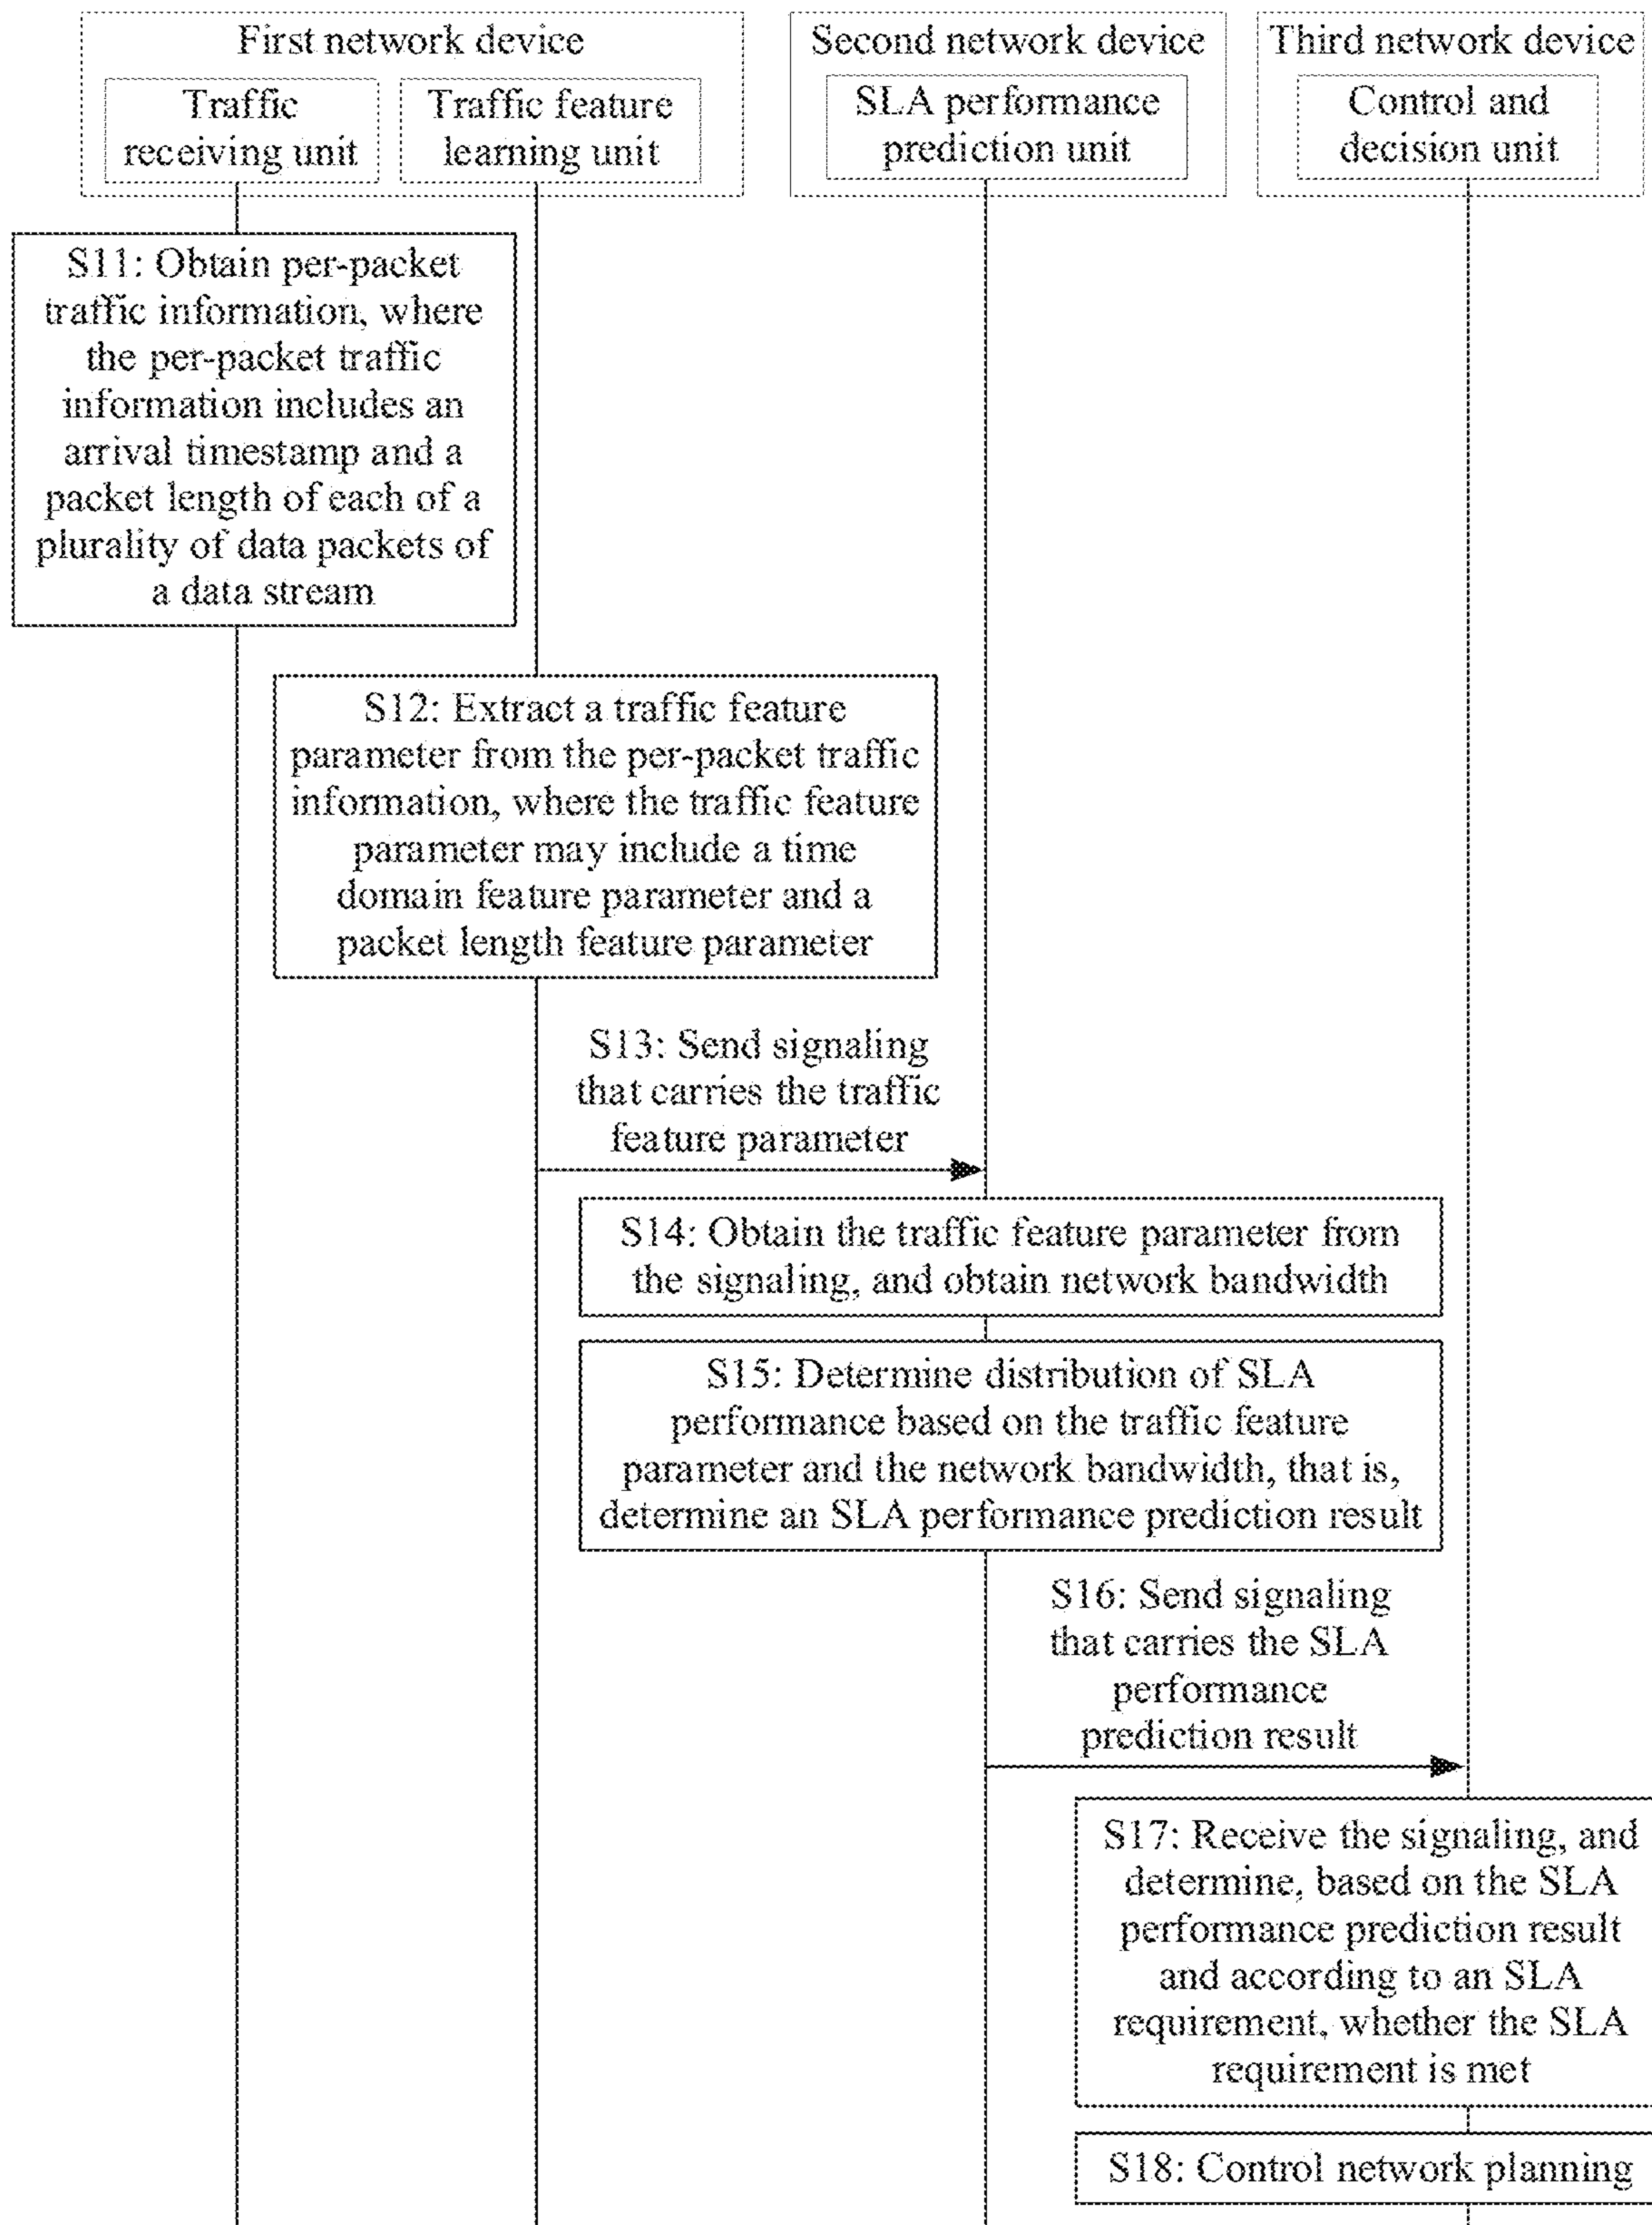 First network device
Traffic
receiving unit
Traffic feature
learning unit
Second network device
SLA performance
prediction unit
Third network device
Control and
decision unit
S11: Obtain per-packet
traffic information, where
the per-packet traffic
information includes an
arrival timestamp and a
packet length of each of a
plurality of data packets of
a data stream
S12: Extract a traffic feature
parameter from the per-packet traffic
information, where the traffic feature
parameter may include a time
domain feature parameter and a
packet length feature parameter
S13: Send signaling
that carries the traffic
feature parameter
S14: Obtain the traffic feature parameter from
the signaling, and obtain network bandwidth
S15: Determine distribution of SLA
performance based on the traffic feature
parameter and the network bandwidth, that is,
determine an SLA performance prediction result
S16: Send signaling
that carries the SLA
performance
prediction result
S17: Receive the signaling, and
determine, based on the SLA
performance prediction result
and according to an SLA
requirement, whether the SLA
requirement is met
S18: Control network planning